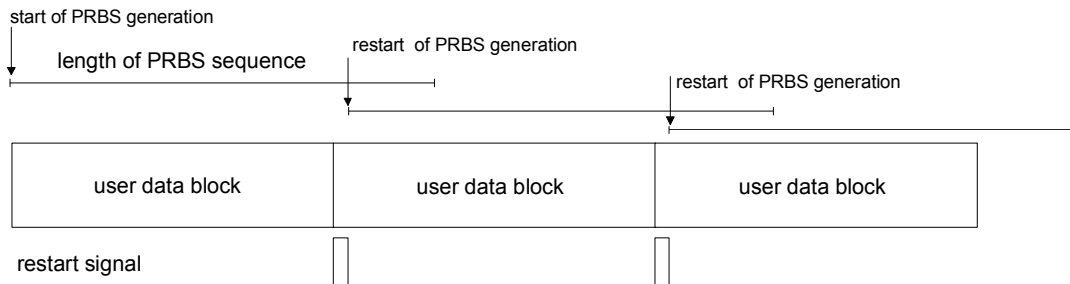 start of PRBS generation
restart of PRBS generation
length of PRBS sequence
restart of PRBS generation
user data block
user data block
user data block
restart signal